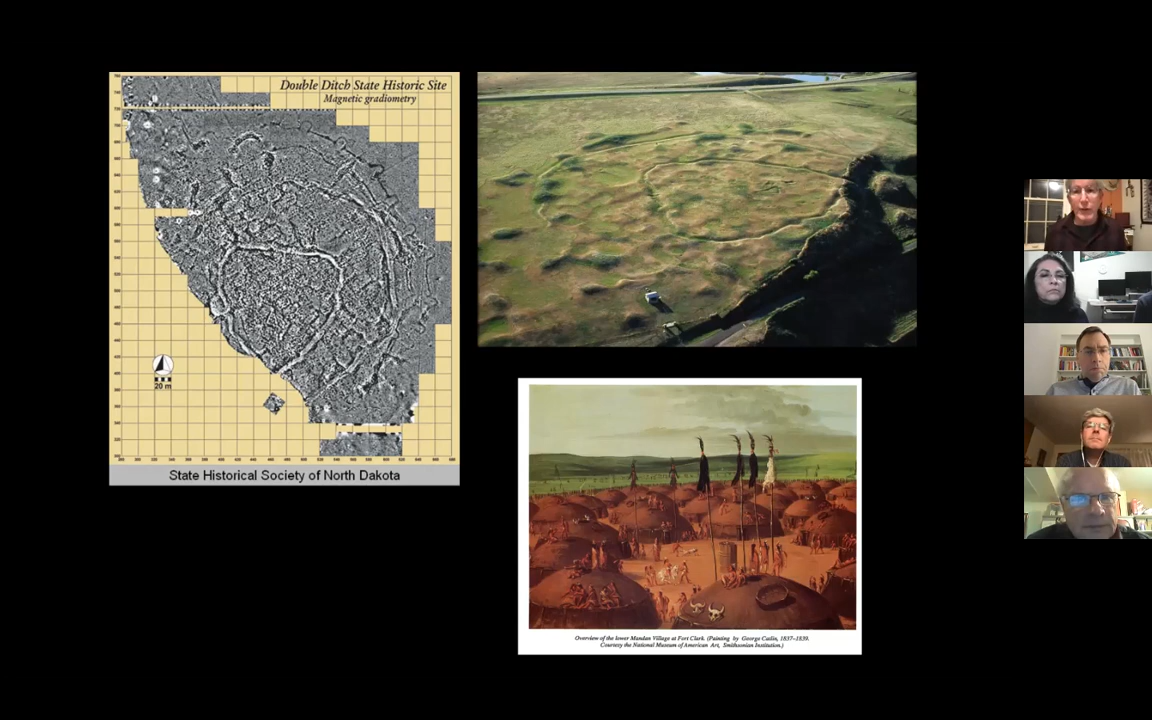 Double Ditch State Historic Site
Magnetic gradiometry
20 m
State Historical Society of North Dakota
Overview of the lower Mandan Village at Fort Clark. (Painting by George Catlin, 1837-1839.
Courtesy the National Museum of American Art, Smithsonian Institution.)